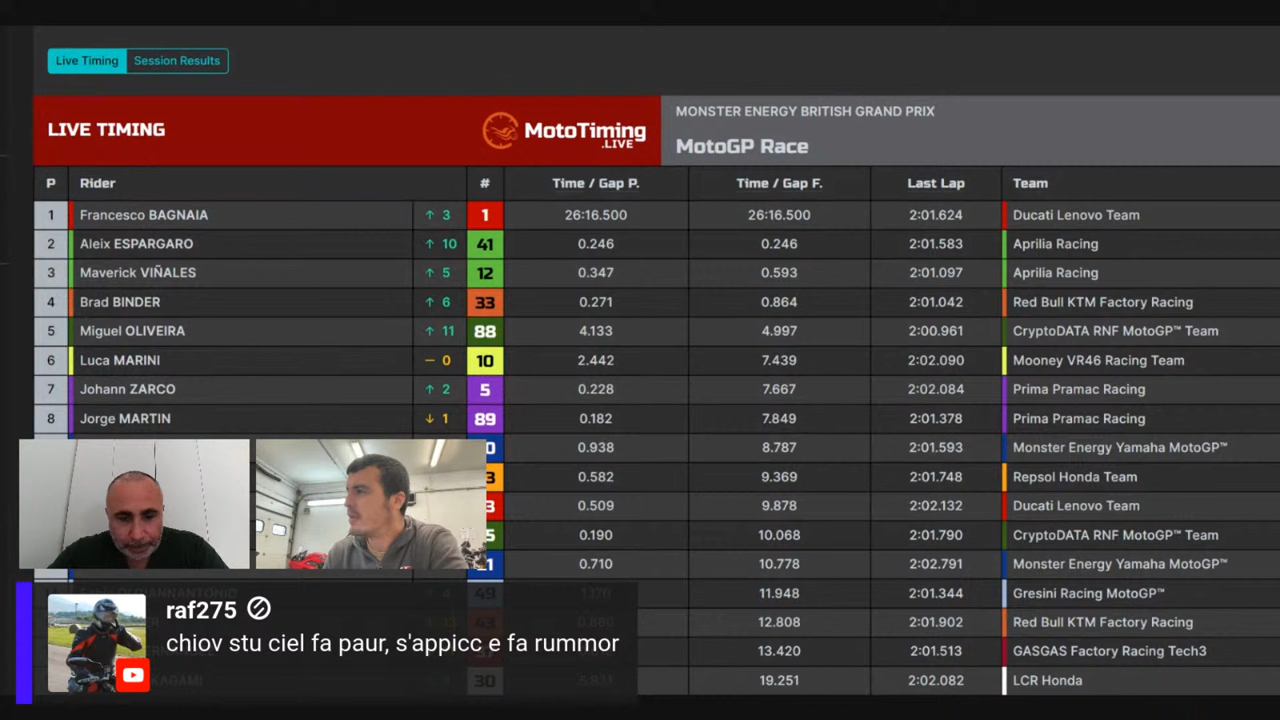 Live Timing Session Results
LIVE TIMING
MotoTiming
.LIVE
MONSTER ENERGY BRITISH GRAND PRIX
MotoGP Race
P Rider # Time / Gap P. Time / Gap F. Last Lap Team
1 Francesco BAGNAIA ↑ 3 1 26:16.500 26:16.500 2:01.624 Ducati Lenovo Team
2 Aleix ESPARGARO ↑ 10 41 0.246 0.246 2:01.583 Aprilia Racing
3 Maverick VIÑALES ↑ 5 12 0.347 0.593 2:01.097 Aprilia Racing
4 Brad BINDER ↑ 6 33 0.271 0.864 2:01.042 Red Bull KTM Factory Racing
5 Miguel OLIVEIRA ↑ 11 88 4.133 4.997 2:00.961 CryptoDATA RNF MotoGP™ Team
6 Luca MARINI – 0 10 2.442 7.439 2:02.090 Mooney VR46 Racing Team
7 Johann ZARCO ↑ 2 5 0.228 7.667 2:02.084 Prima Pramac Racing
8 Jorge MARTIN ↓ 1 89 0.182 7.849 2:01.378 Prima Pramac Racing
0 0.938 8.787 2:01.593 Monster Energy Yamaha MotoGP™
3 0.582 9.369 2:01.748 Repsol Honda Team
3 0.509 9.878 2:02.132 Ducati Lenovo Team
5 0.190 10.068 2:01.790 CryptoDATA RNF MotoGP™ Team
1 0.710 10.778 2:02.791 Monster Energy Yamaha MotoGP™
49 11.948 2:01.344 Gresini Racing MotoGP™
43 12.808 2:01.902 Red Bull KTM Factory Racing
13.420 2:01.513 GASGAS Factory Racing Tech3
30 19.251 2:02.082 LCR Honda
raf275
chiov stu ciel fa paur, s'appicc e fa rummor